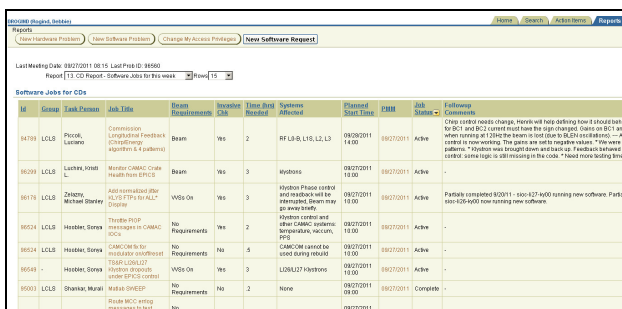 DROGIND (Rogind, Debbie)
Home Search Action Items Reports
Reports
New Hardware Problem New Software Problem Change My Access Privileges New Software Request
Last Meeting Date: 09/27/2011 08:15 Last Prob ID: 96560
Report 13. CD Report - Software Jobs for this week Rows 15
Software Jobs for CDs
Id Group Task Person Job Title Beam Requirements Invasive Chk Time (hrs) Needed Systems Affected Planned Start Time PMM Job Status Followup Comments
LCLS Piccoli, Luciano Commission Longitudinal Feedback (Chirp/Energy algorithm & 4 patterns) Beam Yes 2 RF L0-B, L1S, L2, L3 09/28/2011 14:00 09/27/2011 Active
Chirp control needs change, Henrik will help defining how it should beh
for BC1 and BC2 current must have the sign changed. Gains on BC1 an
when running at 120Hz the beam is lost (due to BLEN oscillations). — A
control is now working. The gains are set to negative values. * We were
patterns. * Klystron was brought down and back up. Feedback behaved
control: some logic is still missing in the code. * Need more testing time
LCLS Luchini, Kristi L. Monitor CAMAC Crate Health from EPICS Beam Yes 3 klystrons 09/27/2011 10:00 09/27/2011 Active -
LCLS Zelazny, Michael Stanley Add normalized jitter KLYS FTPs for ALL* Display VVSs On Yes 3 Klystron Phase control and readback will be interrupted, Beam may go away briefly. 09/27/2011 10:00 09/27/2011 Active
Partially completed 9/20/11 - sioc-li27-ky00 running new software. Partia
sioc-li26-ky00 now running new software.
86524 LCLS Hoobler, Sonya Throttle PIOP messages in CAMAC IOCs No Requirements Yes 2 Klystron control and other CAMAC systems: temperature, vaccum, PPS 09/27/2011 10:00 09/27/2011 Active -
86524 LCLS Hoobler, Sonya CAMCOM fix for modulator on/off/reset No Requirements No .5 CAMCOM cannot be used during rebuild 09/27/2011 10:00 09/27/2011 Active -
- Hoobler, Sonya TS&R LI26/LI27 Klystron dropouts under EPICS control VVSs On Yes 3 LI26/LI27 Klystrons 09/27/2011 10:00 09/27/2011 Active -
LCLS Shankar, Murali Matlab SWEEP No Requirements No .2 None 09/27/2011 09:00 09/27/2011 Complete -
Route MCC errlog messages to test No